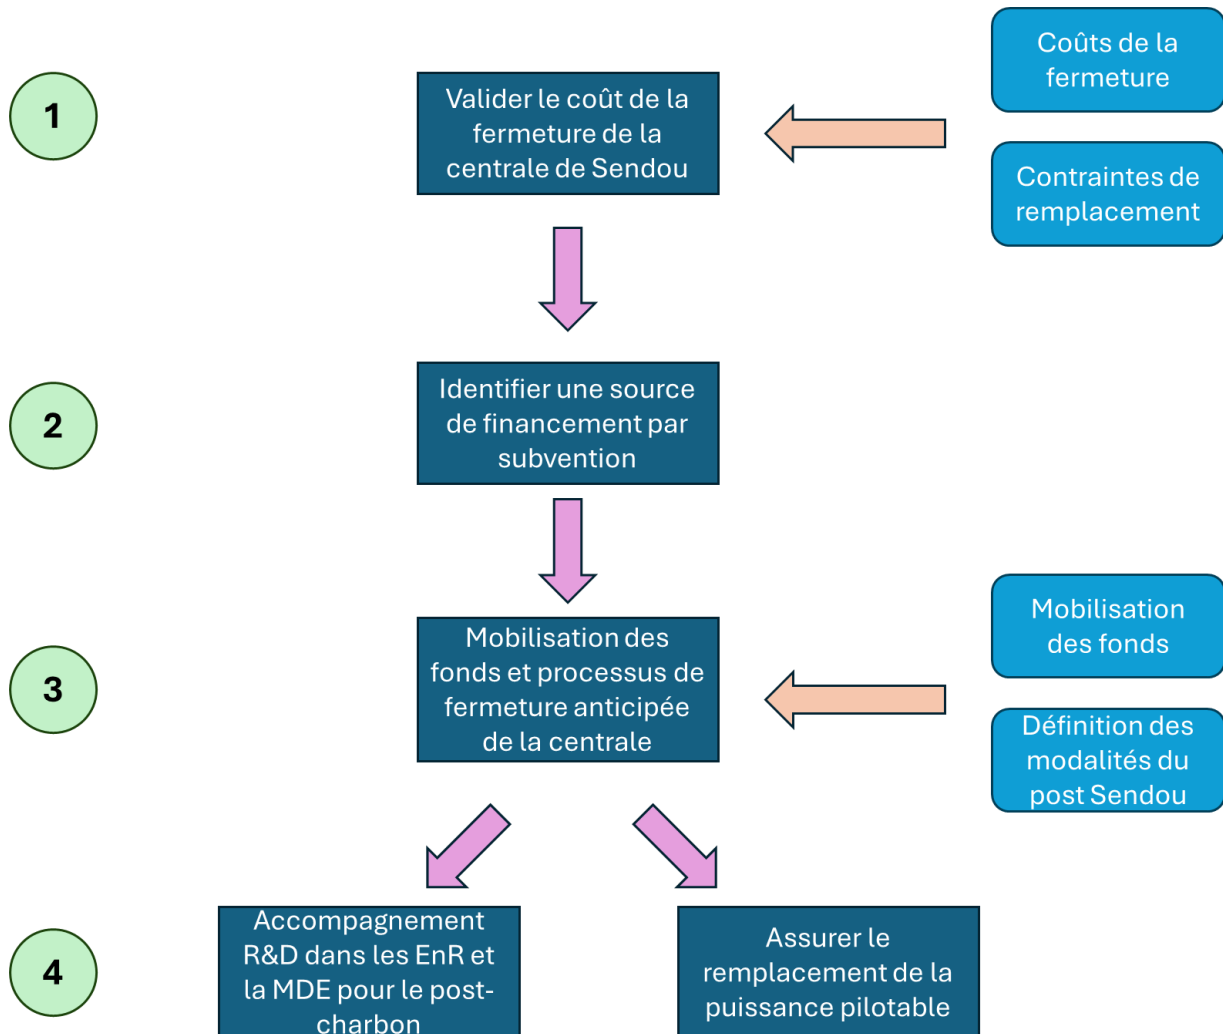 1
Valider le coût de la
fermeture de la
centrale de Sendou
Coûts de la
fermeture
Contraintes de
remplacement
2
Identifier une source
de financement par
subvention
3
Mobilisation des
fonds et processus de
fermeture anticipée
de la centrale
Mobilisation
des fonds
Définition des
modalités du
post Sendou
4
Accompagnement
R&D dans les EnR et
la MDE pour le post-
charbon
Assurer le
remplacement de la
puissance pilotable